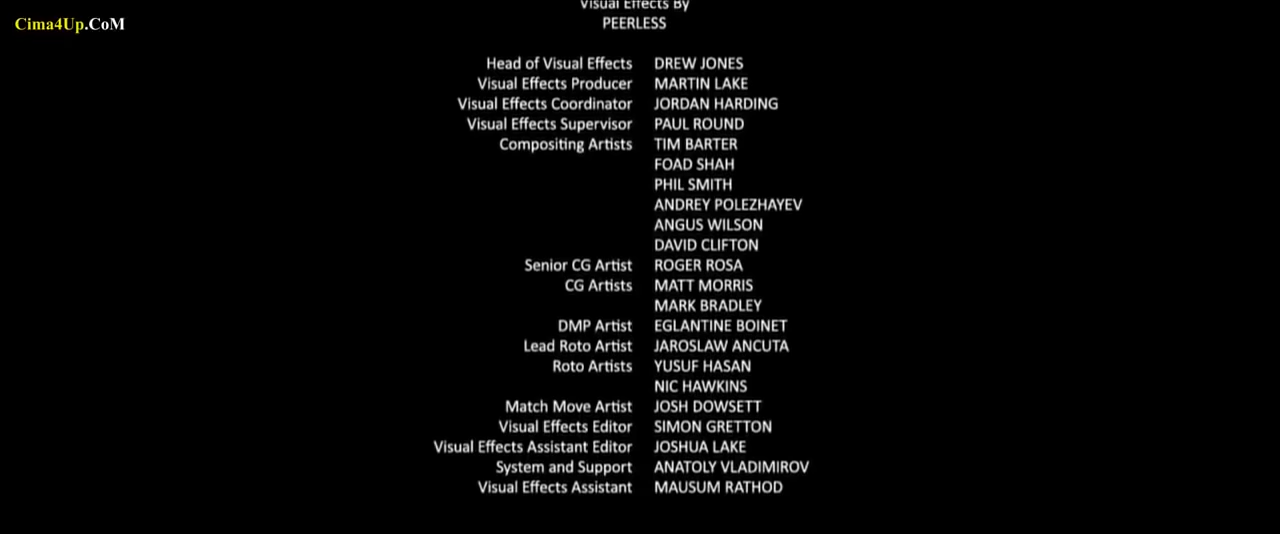 Cima4Up.CoM
Visual Effects By
PEERLESS
Head of Visual Effects DREW JONES
Visual Effects Producer MARTIN LAKE
Visual Effects Coordinator JORDAN HARDING
Visual Effects Supervisor PAUL ROUND
Compositing Artists TIM BARTER
FOAD SHAH
PHIL SMITH
ANDREY POLEZHAYEV
ANGUS WILSON
DAVID CLIFTON
Senior CG Artist ROGER ROSA
CG Artists MATT MORRIS
MARK BRADLEY
DMP Artist EGLANTINE BOINET
Lead Roto Artist JAROSLAW ANCUTA
Roto Artists YUSUF HASAN
NIC HAWKINS
Match Move Artist JOSH DOWSETT
Visual Effects Editor SIMON GRETTON
Visual Effects Assistant Editor JOSHUA LAKE
System and Support ANATOLY VLADIMIROV
Visual Effects Assistant MAUSUM RATHOD